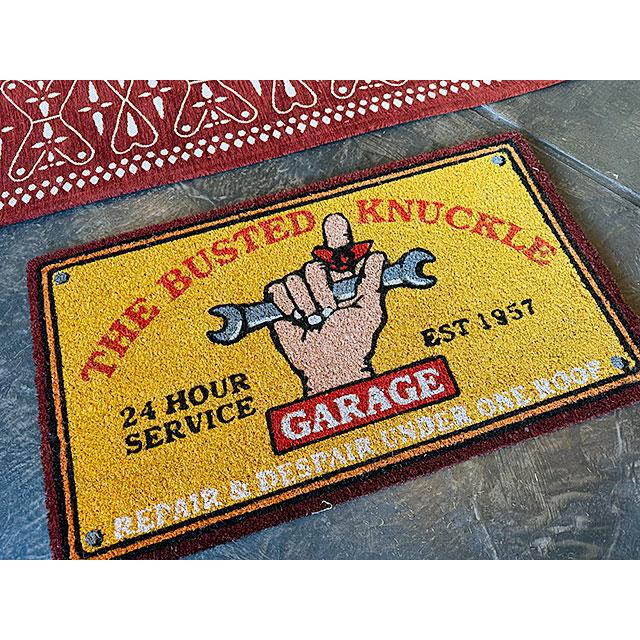 THE BUSTED KNUCKLE
24 HOUR
SERVICE
EST 1957
GARAGE
REPAIR & DESPAIR UNDER ONE ROOF